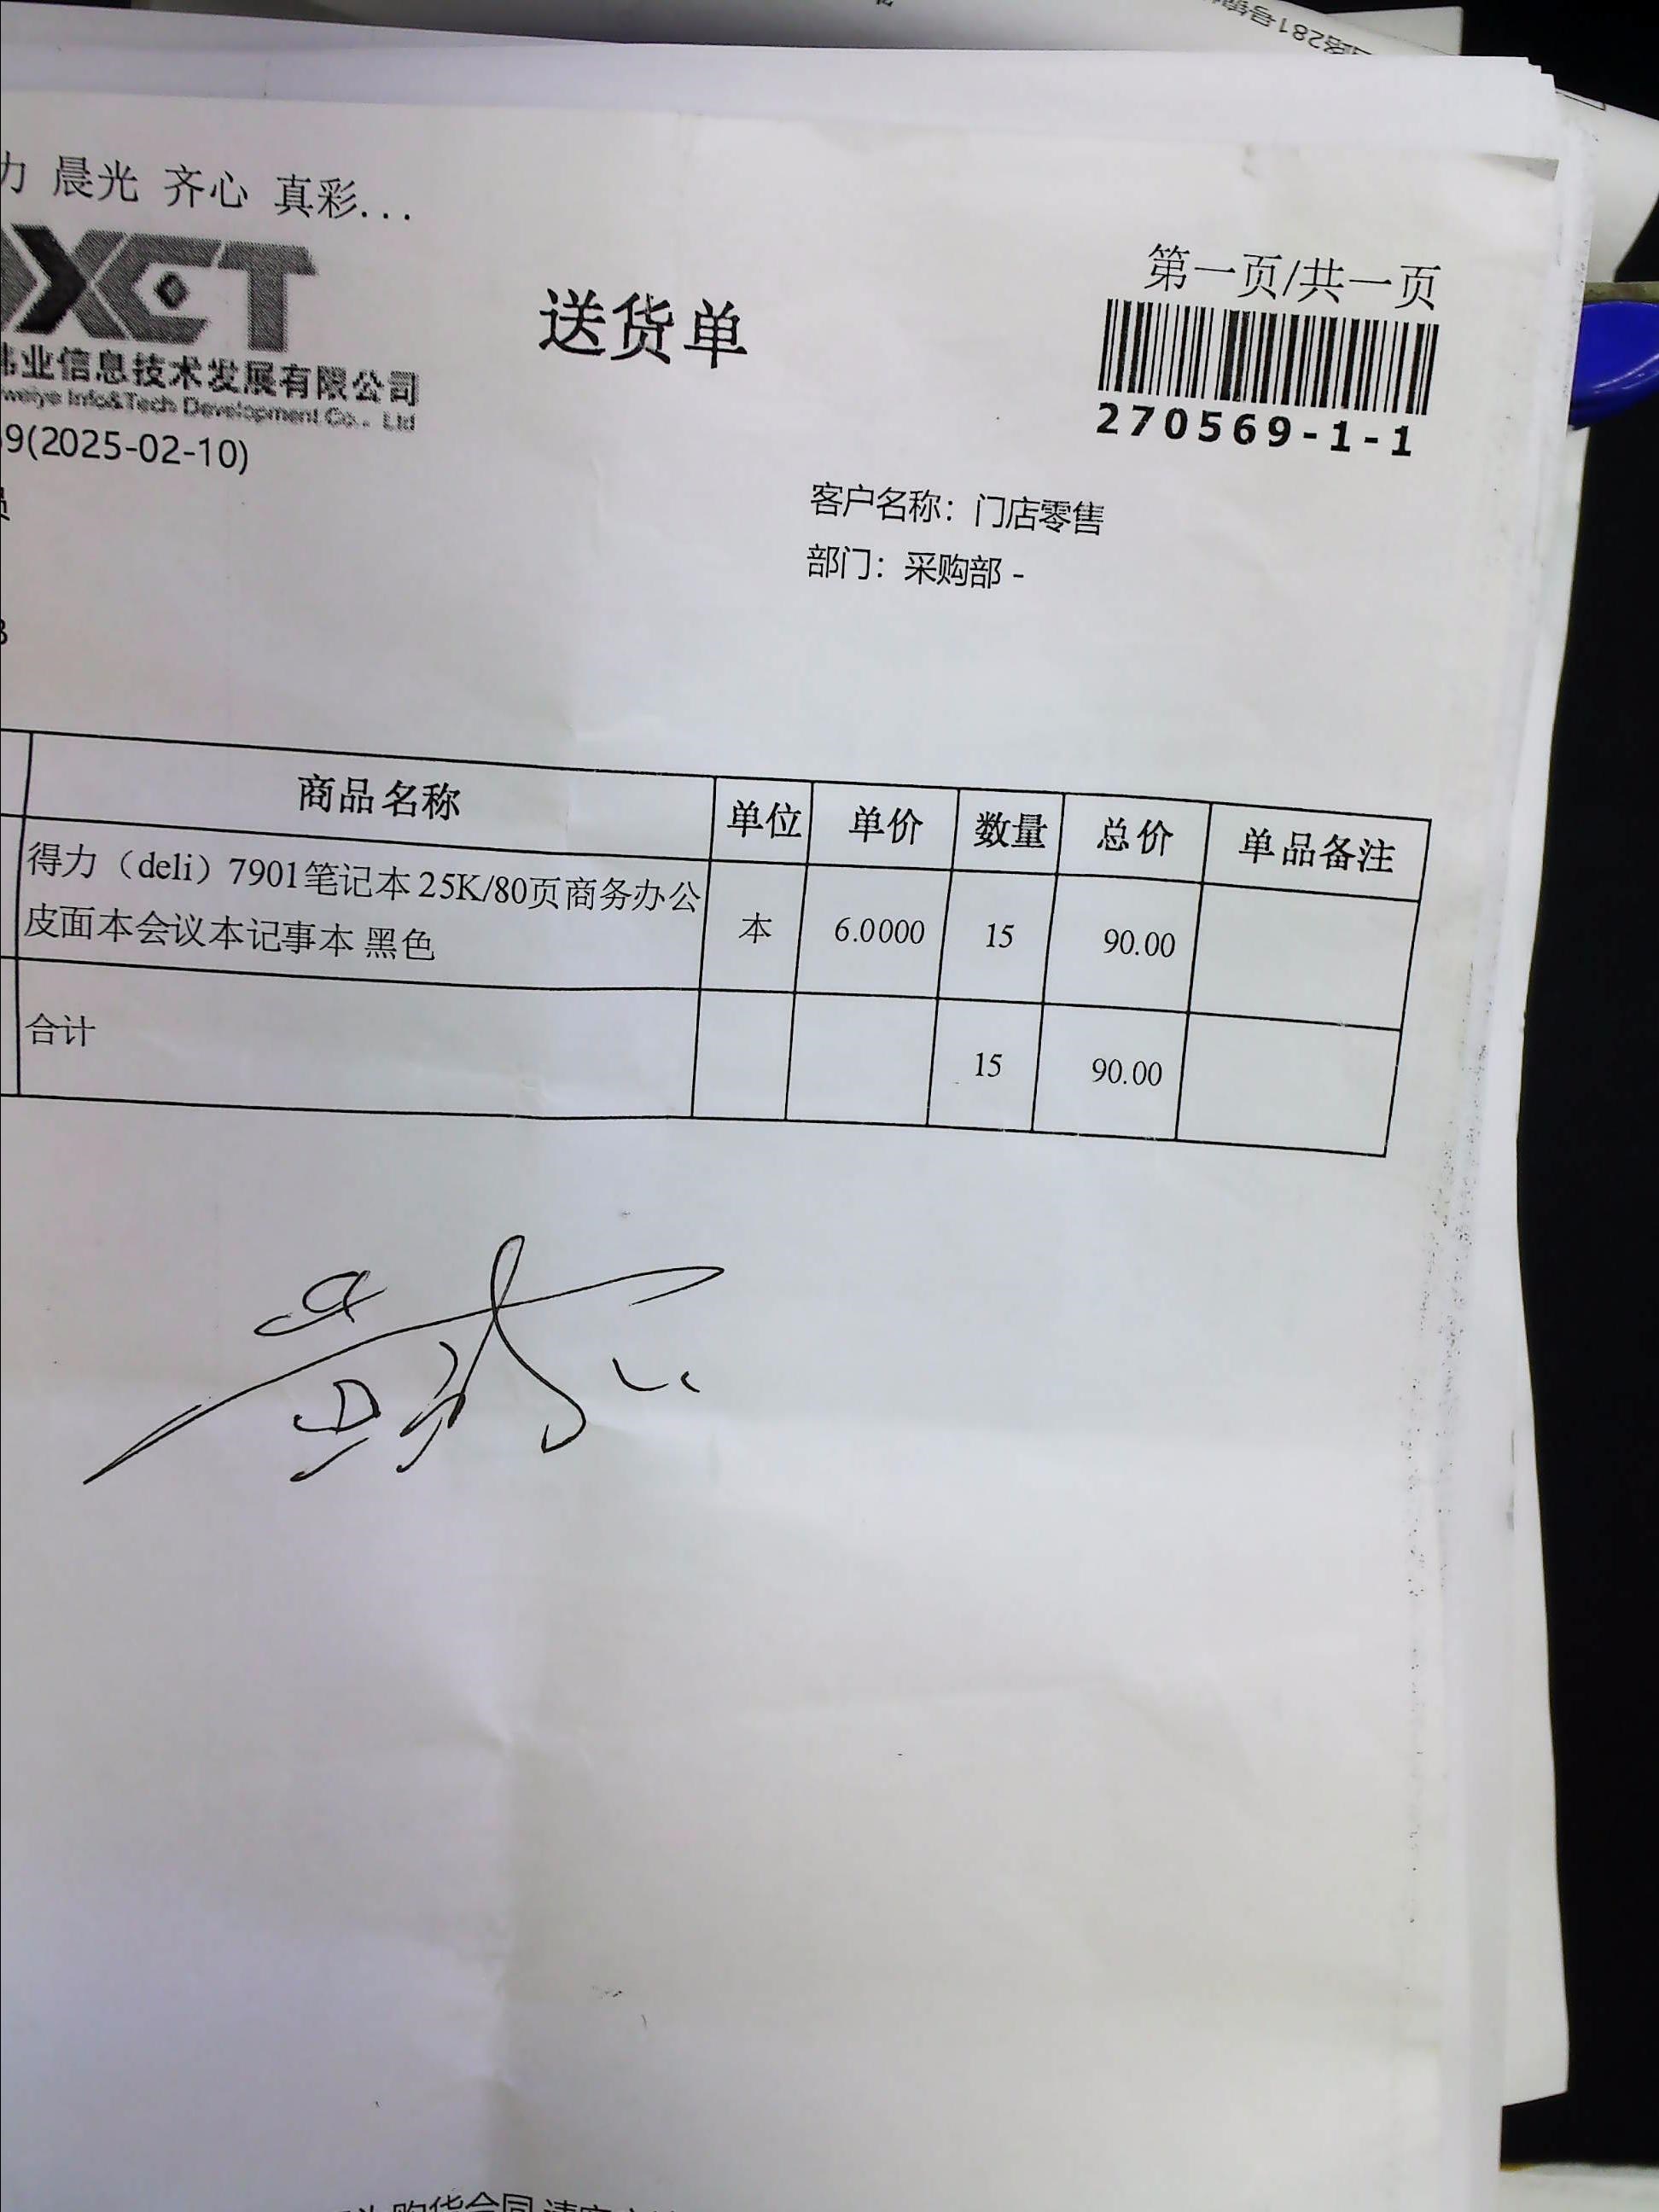 力 晨光 齐心 真彩...
XCT
伟业信息技术发展有限公司
weiye Info&Tech Development Co., Ltd
9(2025-02-10)
送货单
第一页/共一页
270569-1-1
客户名称：门店零售
部门：采购部 -
商品名称 单位 单价 数量 总价 单品备注
得力（deli）7901笔记本 25K/80页商务办公
皮面本会议本记事本 黑色 本 6.0000 15 90.00
合计 15 90.00
购货合同,请